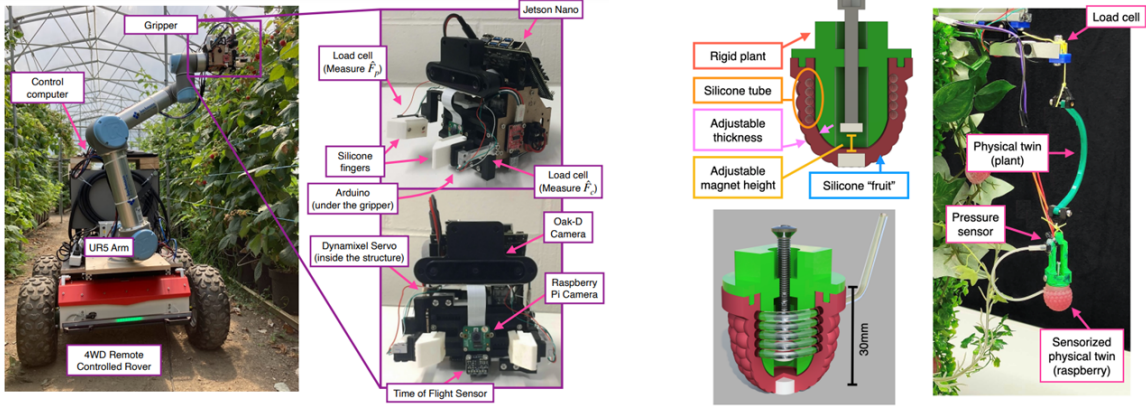 Gripper
Control
computer
UR5 Arm
4WD Remote
Controlled Rover
Jetson Nano
Load cell
(Measure F̂p)
Silicone
fingers
Load cell
(Measure F̂c)
Arduino
(under the gripper)
Oak-D
Camera
Dynamixel Servo
(inside the structure)
Raspberry
Pi Camera
Time of Flight Sensor
Rigid plant
Silicone tube
Adjustable
thickness
Adjustable
magnet height
Silicone "fruit"
30mm
Load cell
Physical twin
(plant)
Pressure
sensor
Sensorized
physical twin
(raspberry)